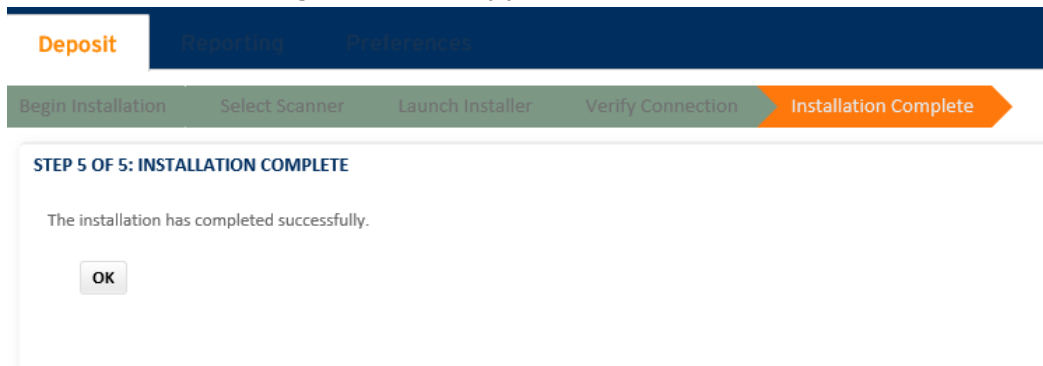 Deposit Reporting Preferences
Begin Installation Select Scanner Launch Installer Verify Connection Installation Complete
STEP 5 OF 5: INSTALLATION COMPLETE
The installation has completed successfully.
OK